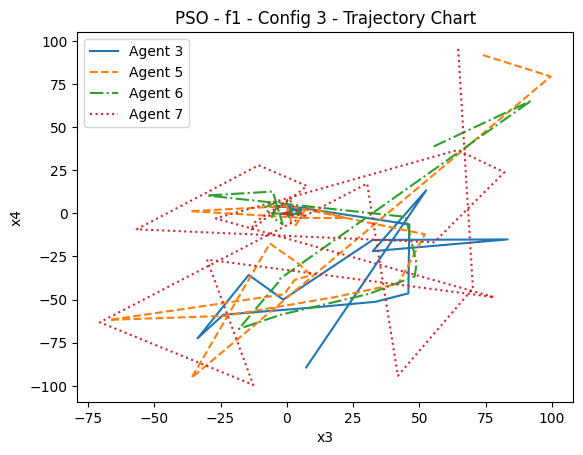 PSO - f1 - Config 3 - Trajectory Chart
100
75
50
25
0
−25
−50
−75
−100
x4
Agent 3
Agent 5
Agent 6
Agent 7
−75
−50
−25
0
25
50
75
100
x3